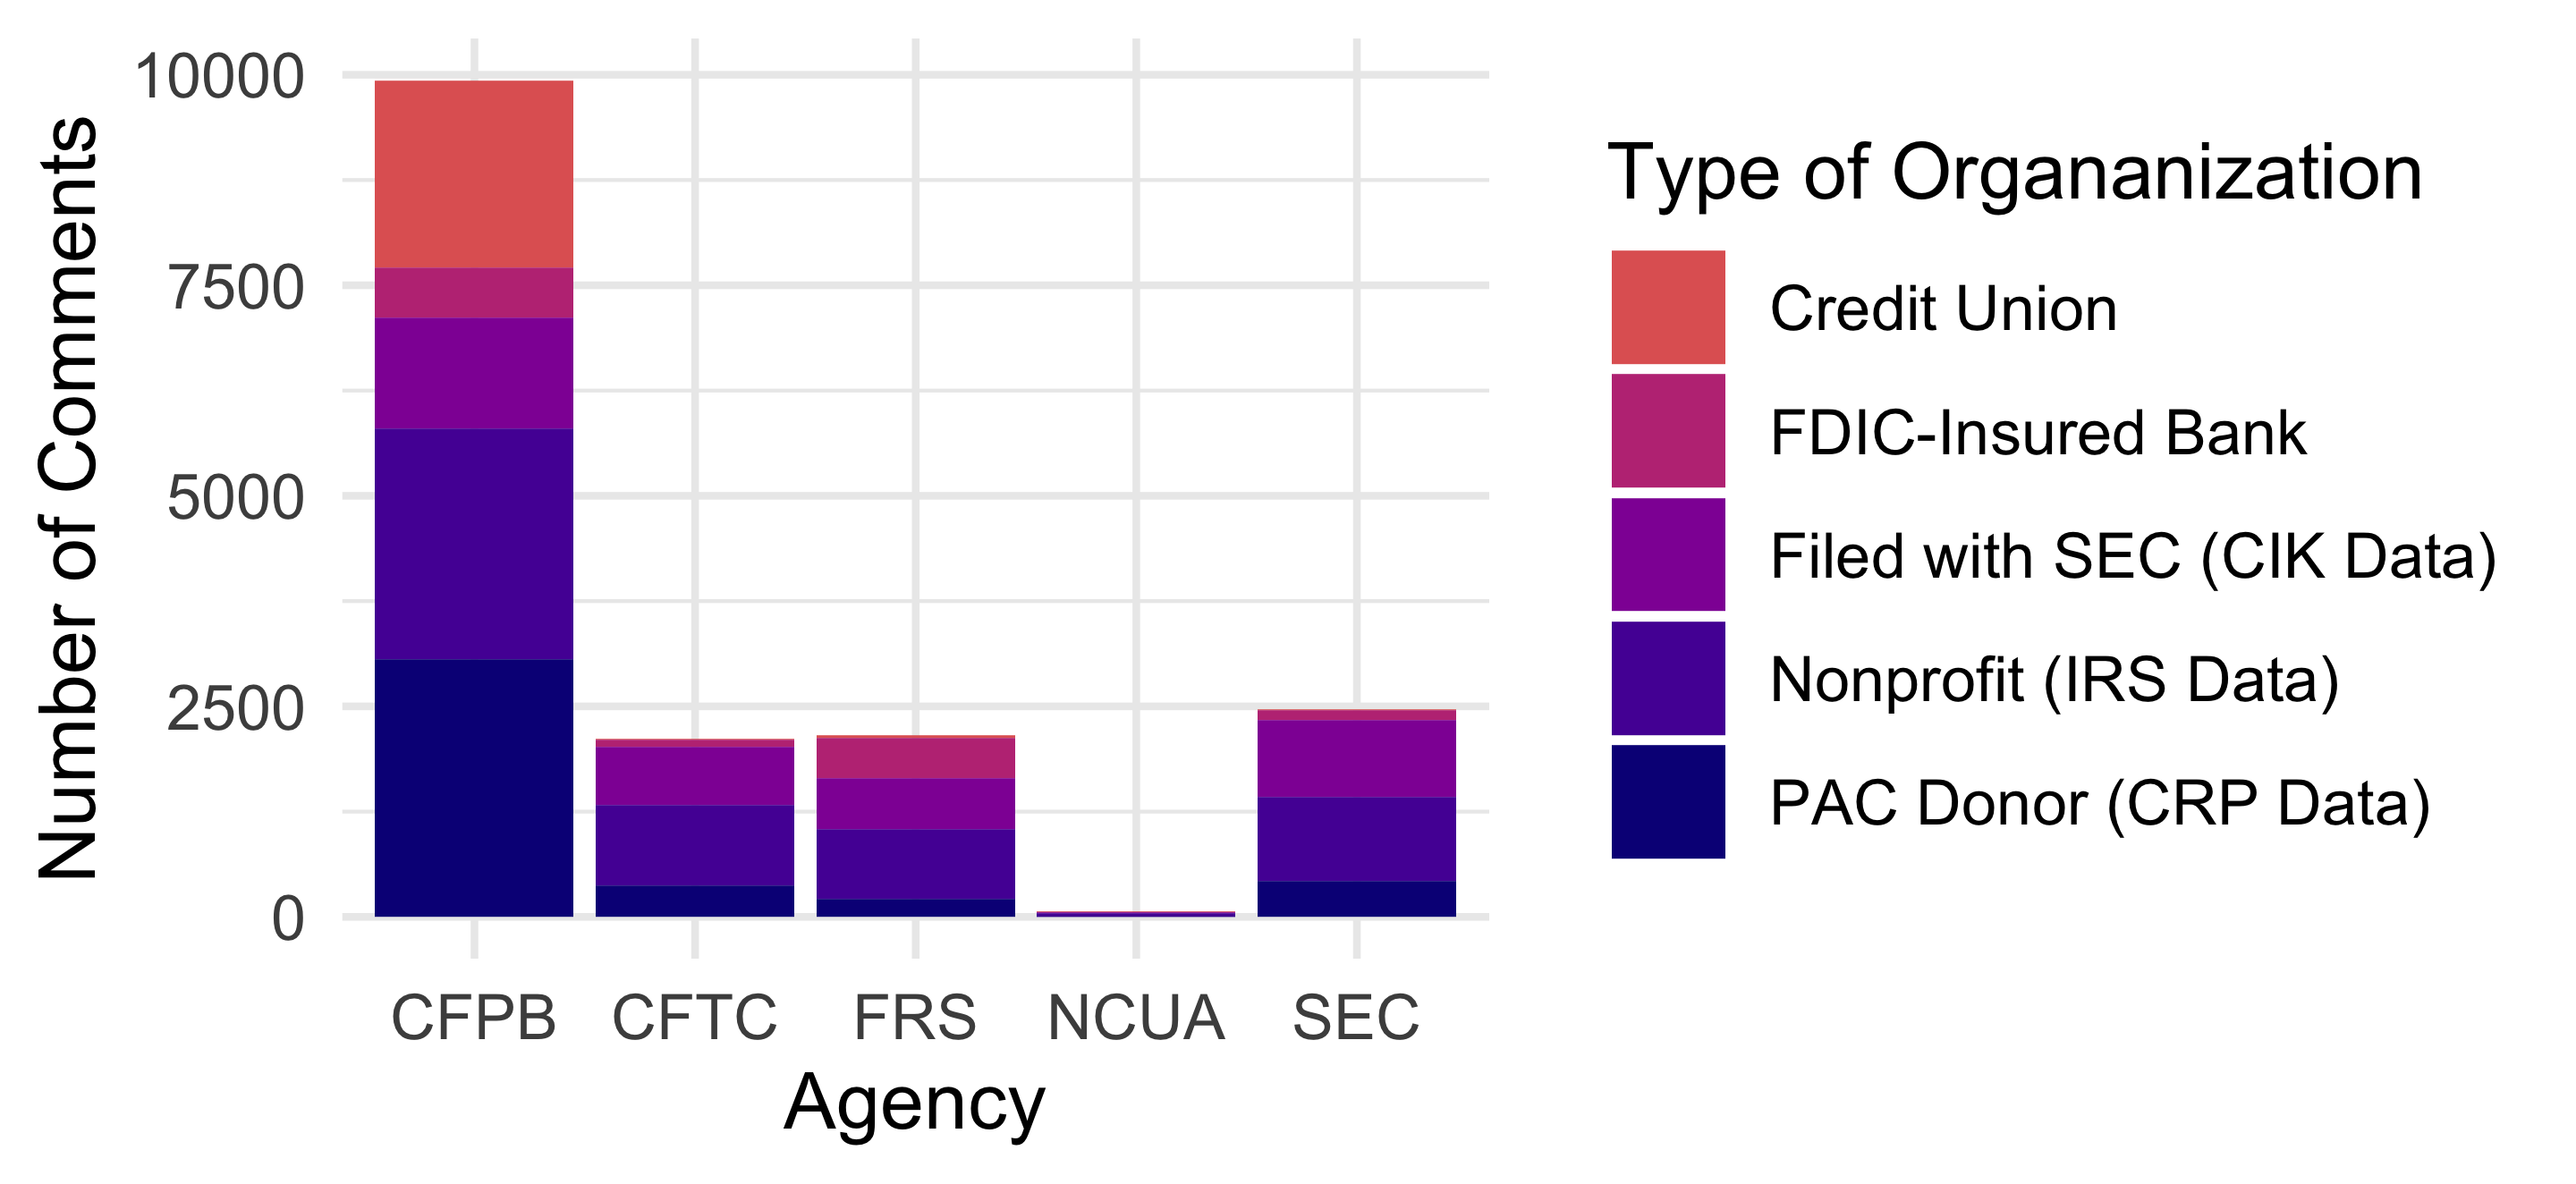 Number of Comments
10000
7500
5000
2500
0
CFPB CFTC FRS NCUA SEC
Agency
Type of Organanization
Credit Union
FDIC-Insured Bank
Filed with SEC (CIK Data)
Nonprofit (IRS Data)
PAC Donor (CRP Data)